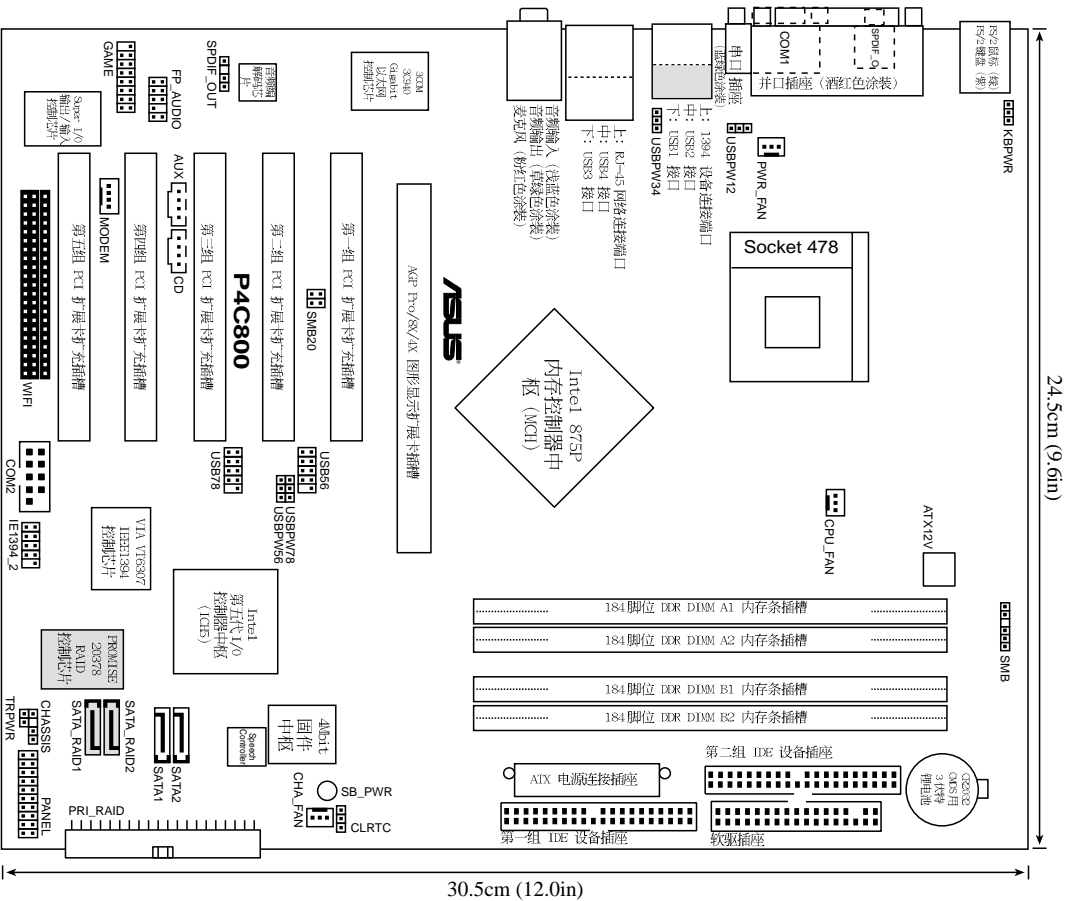 GAME
SPDIF_OUT
FP_AUDIO
音频编
解码芯
片
3COM
3C940
Gigabit
以太网
控制芯片
Super I/O
输出/输入
控制芯片
音频输入（浅蓝色涂装）
音频输出（草绿色涂装）
麦克风（粉红色涂装）
上：RJ-45 网络连接端口
中：USB4 接口
下：USB3 接口
上：1394 设备连接端口
中：USB2 接口
下：USB1 接口
USBPW34
串口 插座
（蓝绿色涂装）
COM1
SPDIF_O
并口插座（酒红色涂装）
PS/2 鼠标（绿）
PS/2 键盘（紫）
KBPWR
USBPW12
PWR_FAN
WIFI
MODEM
AUX
CD
第五组 PCI 扩展卡扩充插槽
第四组 PCI 扩展卡扩充插槽
第三组 PCI 扩展卡扩充插槽
P4C800
第二组 PCI 扩展卡扩充插槽
SMB20
第一组 PCI 扩展卡扩充插槽
AGP Pro/8X/4X 图形显示扩展卡插槽
ASUS
Socket 478
Intel 875P
内存控制器中
枢（MCH）
24.5cm (9.6in)
COM2
USB78
USB56
USBPW78
USBPW56
IE1394_2
VIA VT6307
IEEE1394
控制芯片
CPU_FAN
ATX12V
Intel
第五代 I/O
控制器中枢
(ICH5)
184脚位 DDR DIMM A1 内存条插槽
184脚位 DDR DIMM A2 内存条插槽
184脚位 DDR DIMM B1 内存条插槽
184脚位 DDR DIMM B2 内存条插槽
SMB
PROMISE
20378
RAID
控制芯片
TRPWR
CHASSIS
SATA_RAID1
SATA_RAID2
SATA1
SATA2
Speech
Controller
4Mbit
固件
中枢
CHA_FAN
SB_PWR
CLRTC
PANEL
PRI_RAID
ATX 电源连接插座
第二组 IDE 设备插座
第一组 IDE 设备插座
软驱插座
CR2032
3 伏特
CMOS 用
锂电池
30.5cm (12.0in)